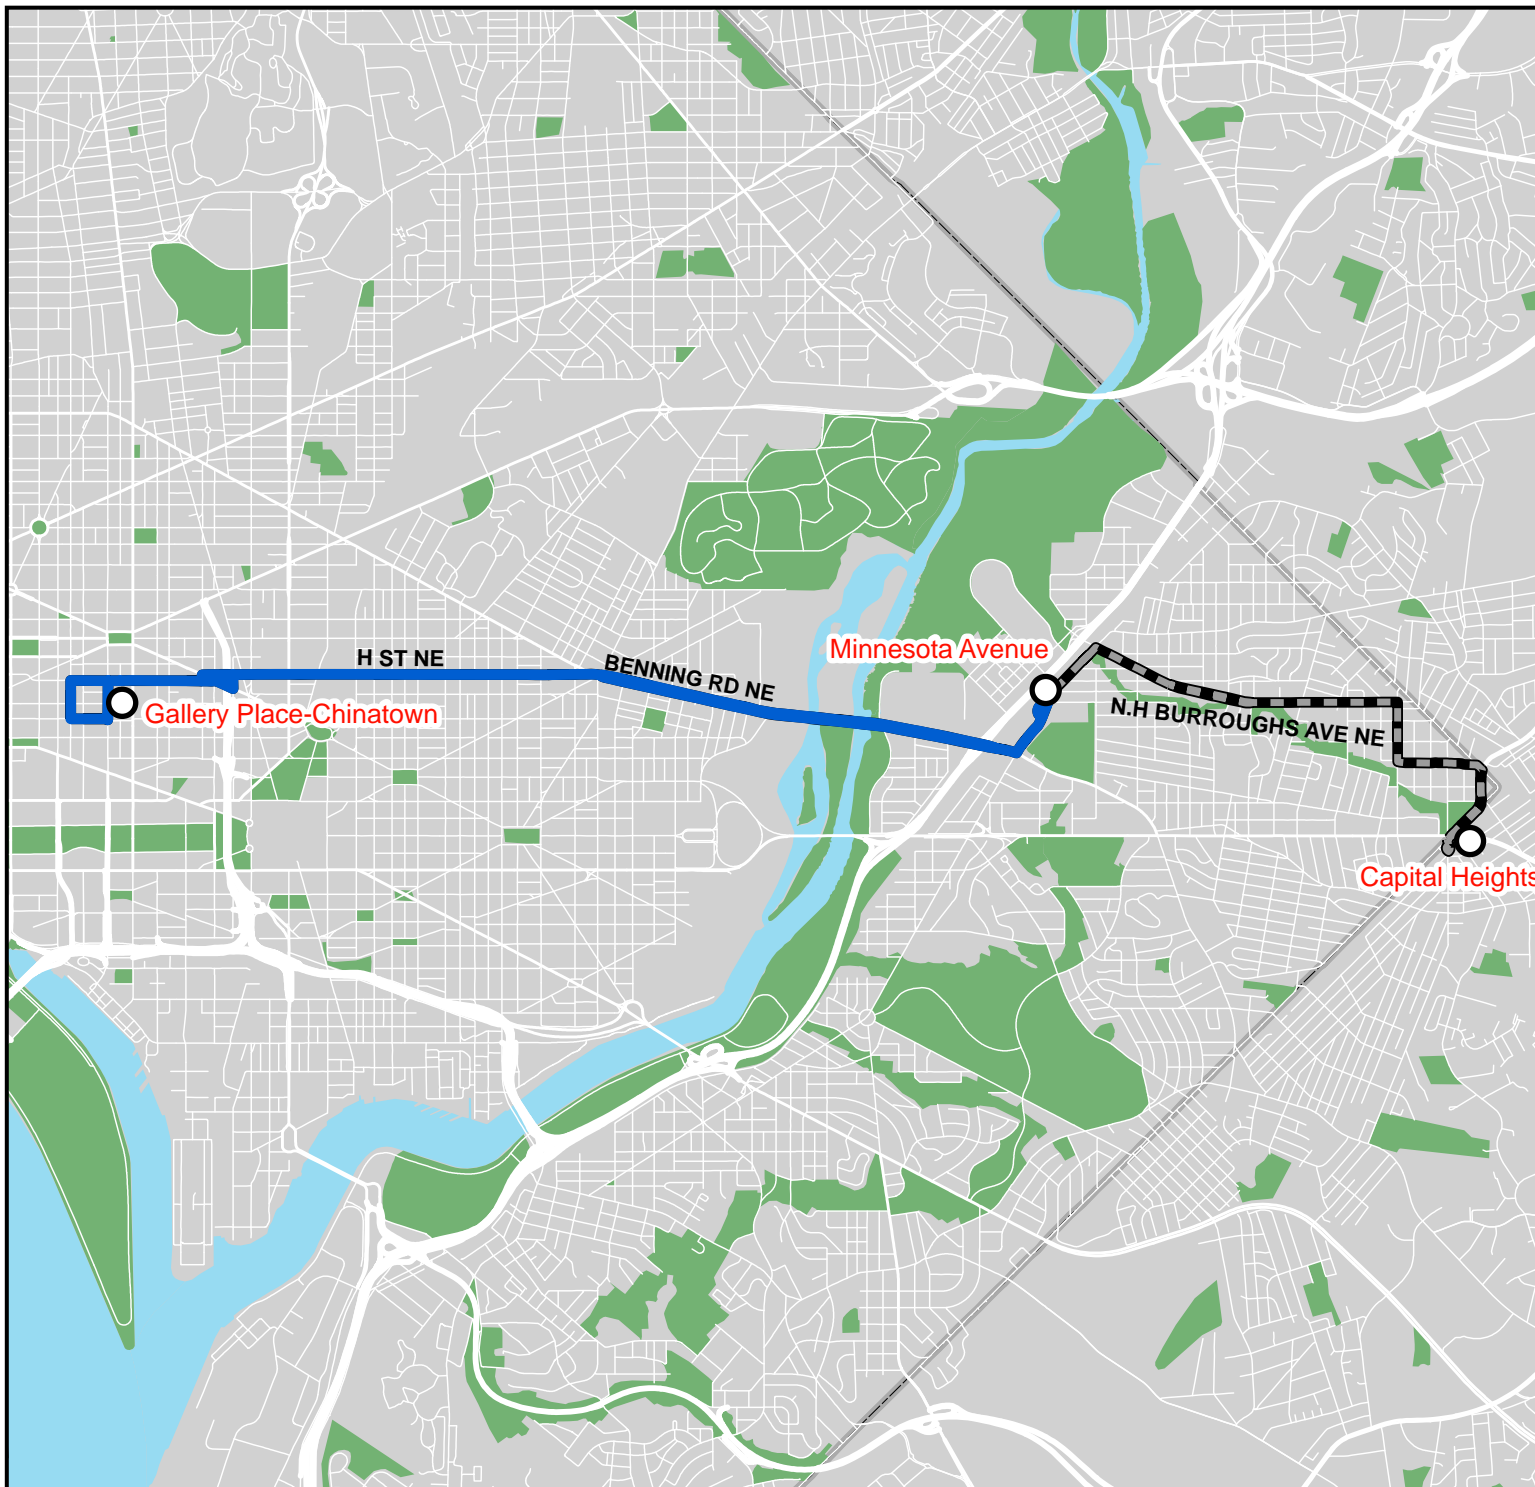 Minnesota Avenue
H ST NE
BENNING RD NE
Gallery Place-Chinatown
N.H BURROUGHS AVE NE
Capital Heights